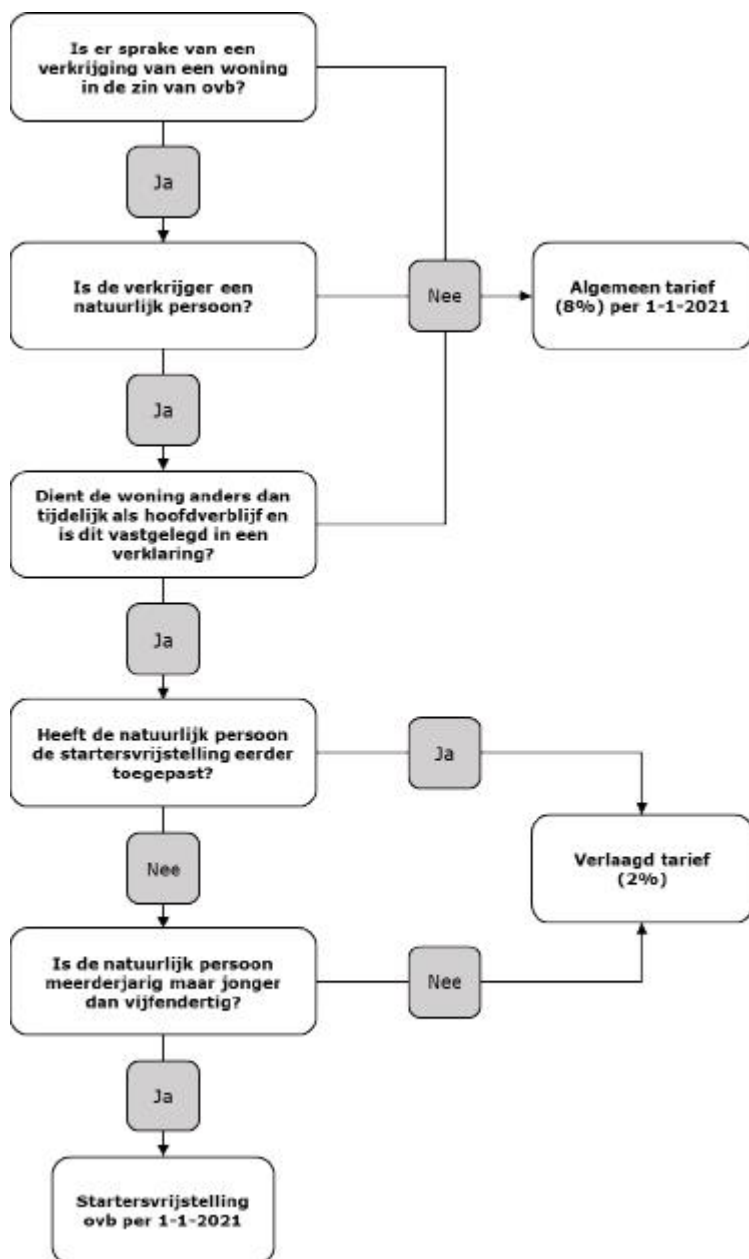 Is er sprake van een
verkrijging van een woning
in de zin van ovb?
Ja
Is de verkrijger een
natuurlijk persoon?
Nee
Algemeen tarief
(8%) per 1-1-2021
Ja
Dient de woning anders dan
tijdelijk als hoofdverblijf en
is dit vastgelegd in een
verklaring?
Ja
Heeft de natuurlijk persoon
de startersvrijstelling eerder
toegepast?
Ja
Verlaagd tarief
(2%)
Nee
Is de natuurlijk persoon
meerderjarig maar jonger
dan vijfendertig?
Nee
Ja
Startersvrijstelling
ovb per 1-1-2021